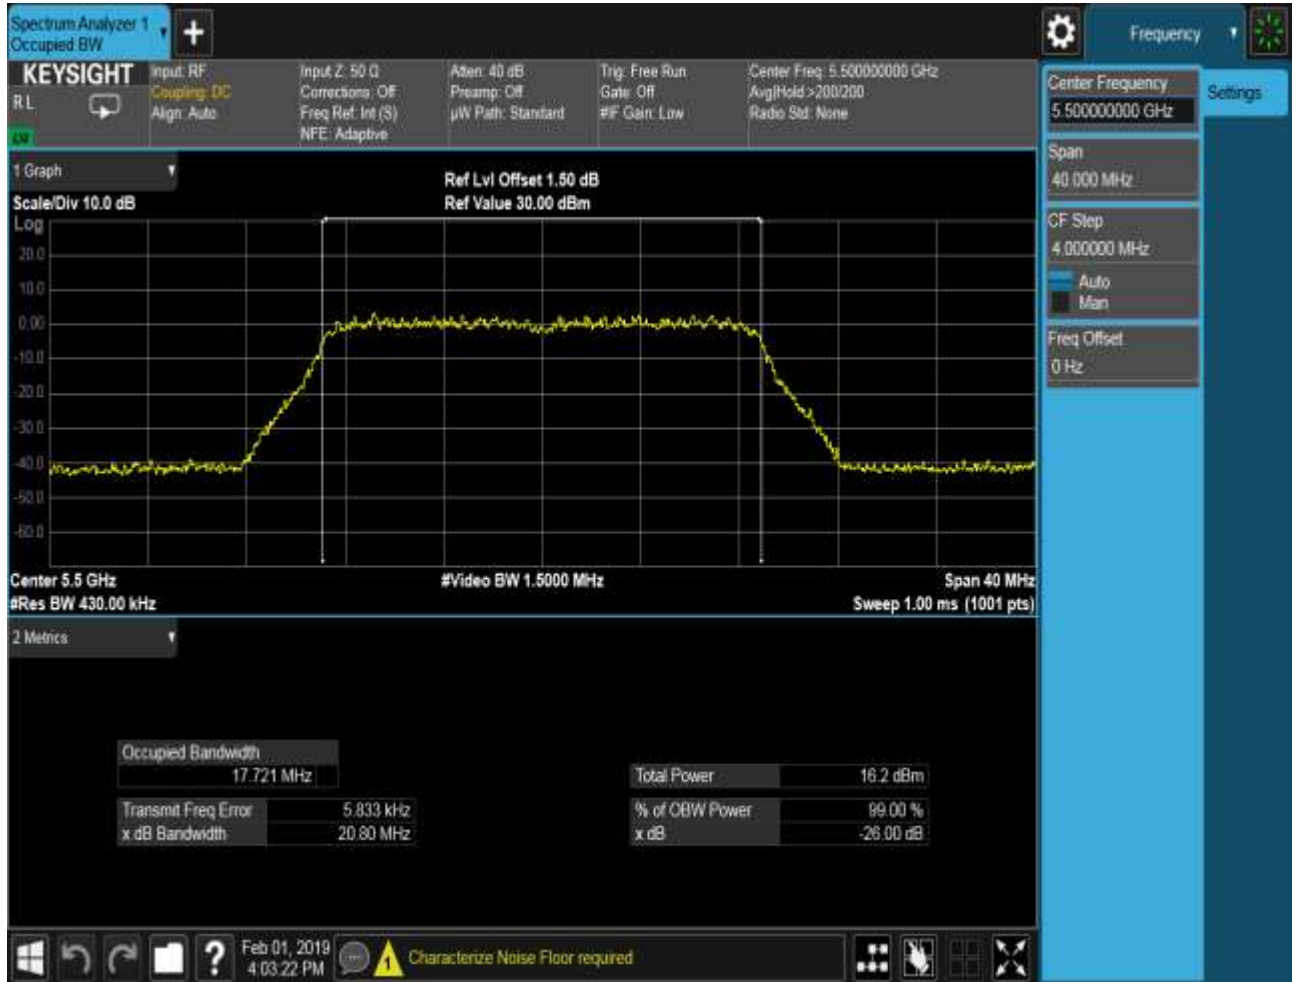 Spectrum Analyzer 1
Occupied BW
+
Frequency
KEYSIGHT
R L
Input: RF
Coupling: DC
Align: Auto
Input Z: 50 Ω
Corrections: Off
Freq Ref: Int (S)
NFE: Adaptive
Atten: 40 dB
Preamp: Off
µW Path: Standard
Trig: Free Run
Gate: Off
#IF Gain: Low
Center Freq: 5.500000000 GHz
Avg|Hold:>200/200
Radio Std: None
Center Frequency
5.500000000 GHz
Settings
Span
40.000 MHz
CF Step
4.000000 MHz
Auto
Man
Freq Offset
0 Hz
1 Graph
Scale/Div 10.0 dB
Ref Lvl Offset 1.50 dB
Ref Value 30.00 dBm
Log
20.0
10.0
0.00
-10.0
-20.0
-30.0
-40.0
-50.0
-60.0
Center 5.5 GHz
#Video BW 1.5000 MHz
Span 40 MHz
#Res BW 430.00 kHz
Sweep 1.00 ms (1001 pts)
2 Metrics
Occupied Bandwidth
17.721 MHz
Total Power 16.2 dBm
Transmit Freq Error 5.833 kHz
% of OBW Power 99.00 %
x dB Bandwidth 20.80 MHz
x dB -26.00 dB
?
Feb 01, 2019
4:03:22 PM
1
Characterize Noise Floor required